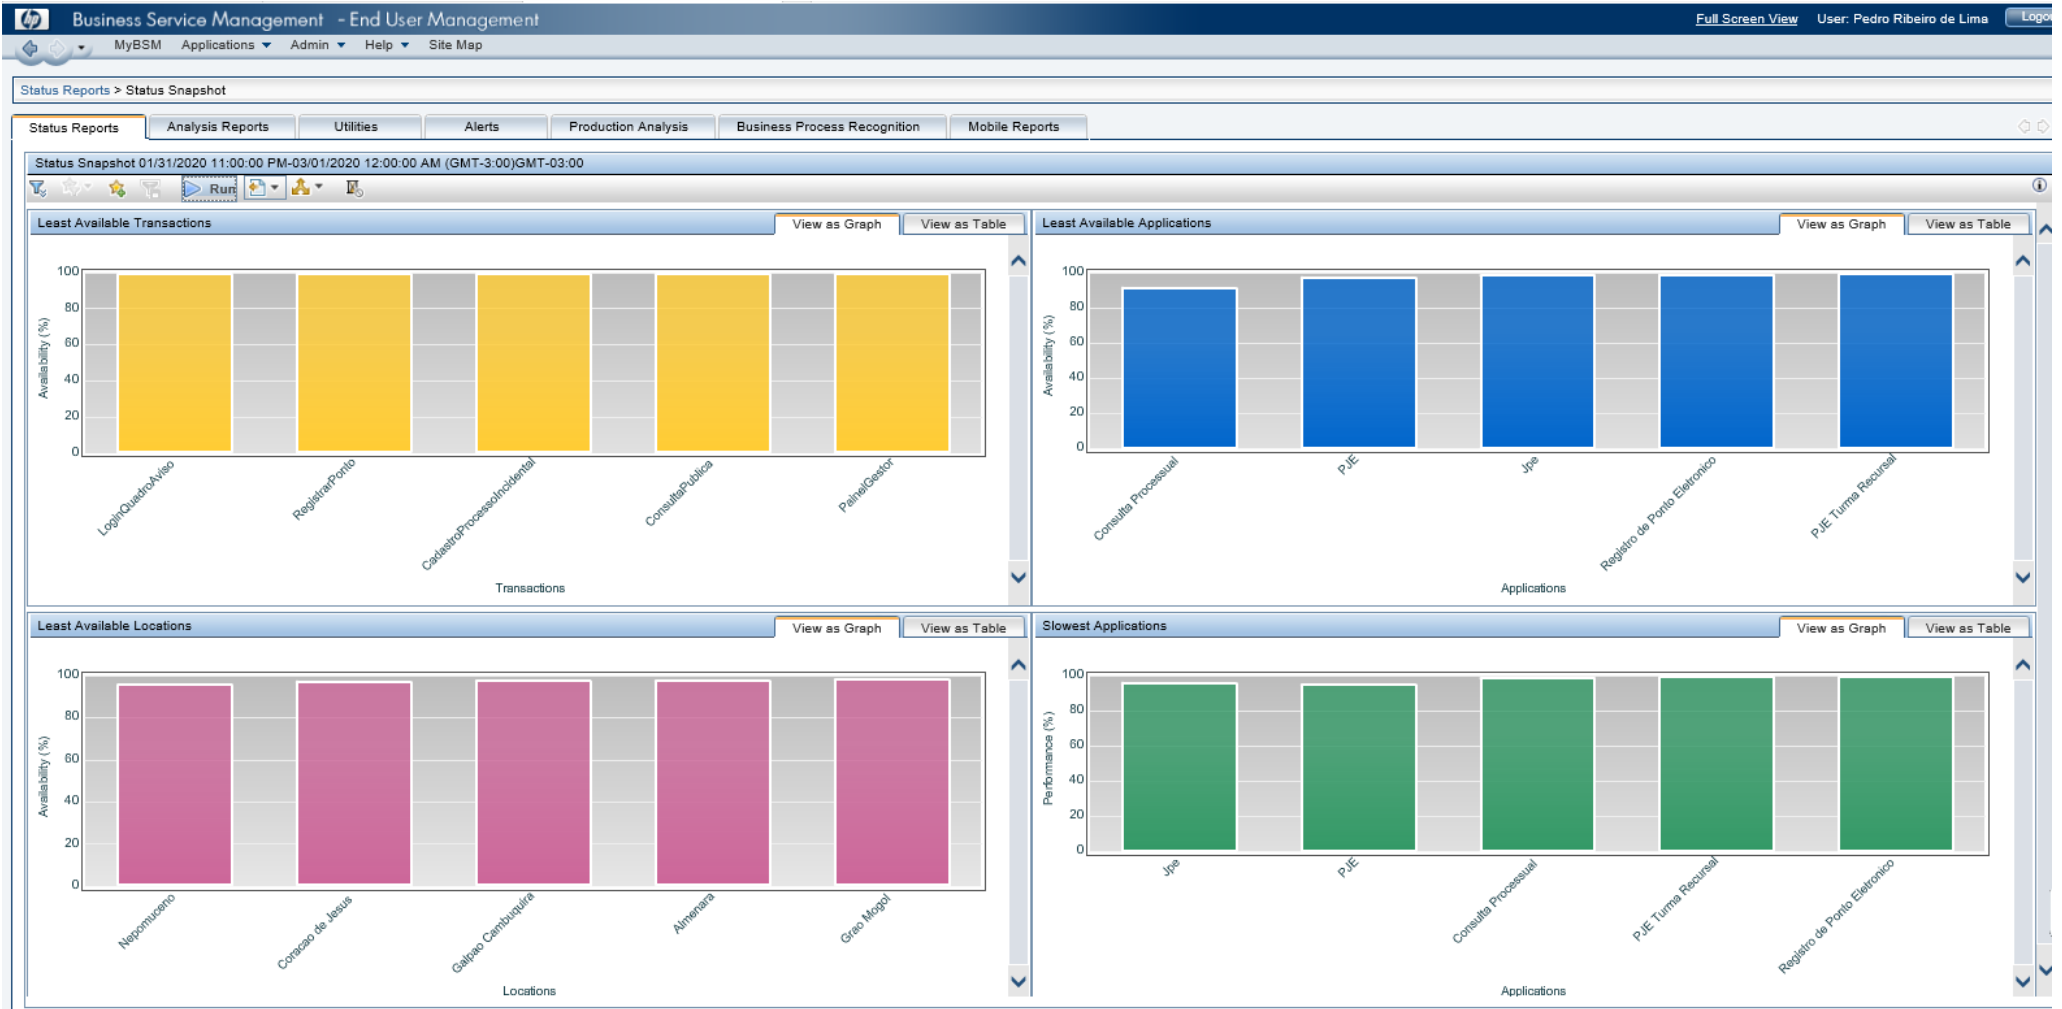 hp Business Service Management - End User Management Full Screen View User: Pedro Ribeiro de Lima
MyBSM Applications Admin Help Site Map
Status Reports > Status Snapshot
Status Reports Analysis Reports Utilities Alerts Production Analysis Business Process Recognition Mobile Reports
Status Snapshot 01/31/2020 11:00:00 PM-03/01/2020 12:00:00 AM (GMT-3:00)GMT-03:00
Run
Least Available Transactions View as Graph View as Table
Availability (%)
100
80
60
40
20
0
LoginQuadroAviso RegistrarPonto CadastroProcessoIncidental ConsultaPublica PainelGestor
Transactions
Least Available Applications View as Graph View as Table
Availability (%)
100
80
60
40
20
0
Consulta Processual PJE Jpe Registro de Ponto Eletronico PJE Turma Recursal
Applications
Least Available Locations View as Graph View as Table
Availability (%)
100
80
60
40
20
0
Nepomuceno Coracao de Jesus Galpao Cambuquira Almenara Grao Mogol
Locations
Slowest Applications View as Graph View as Table
Performance (%)
100
80
60
40
20
0
Jpe PJE Consulta Processual PJE Turma Recursal Registro de Ponto Eletronico
Applications